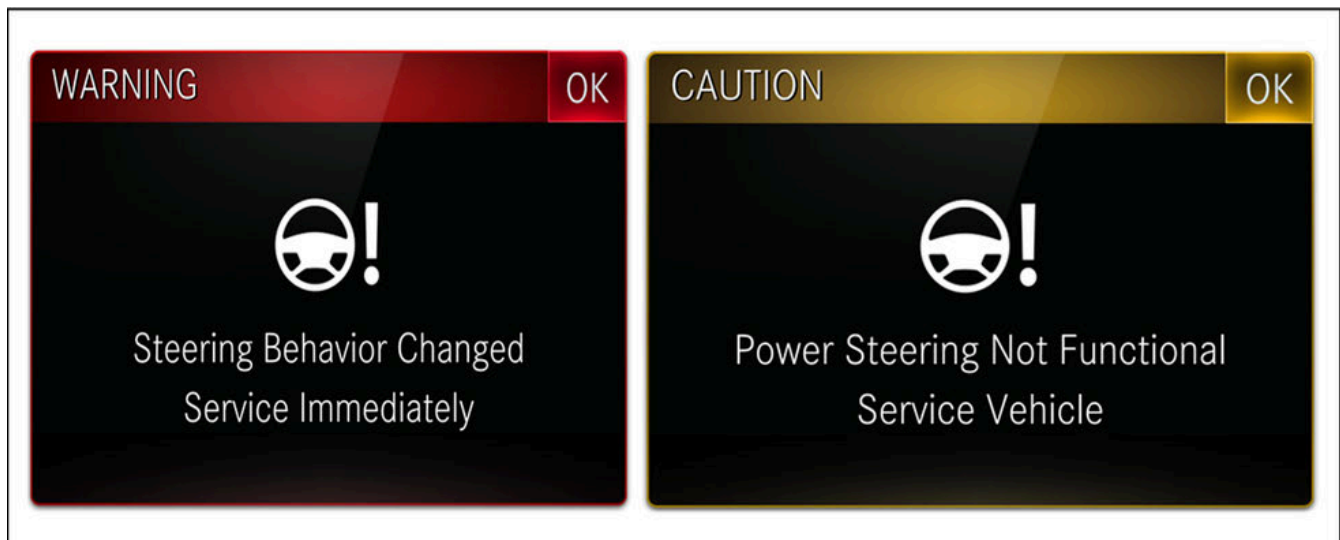 WARNING OK
Steering Behavior Changed
Service Immediately
CAUTION OK
Power Steering Not Functional
Service Vehicle